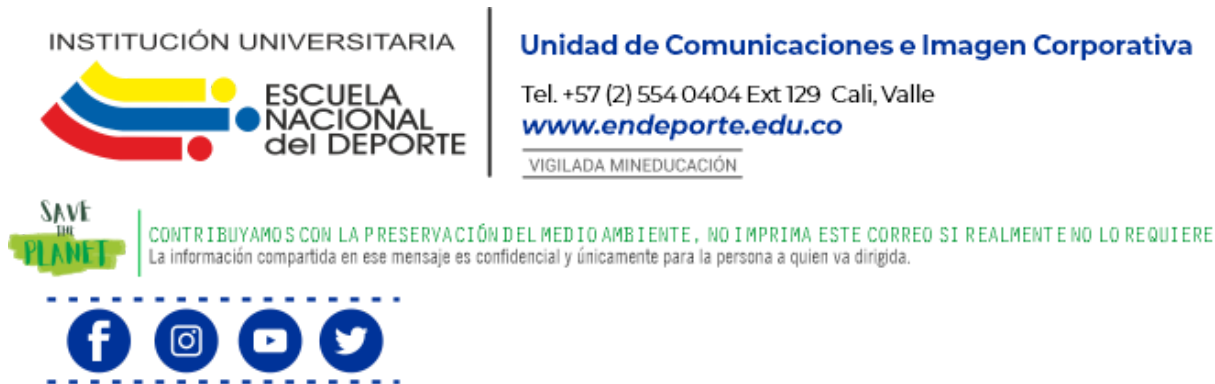 INSTITUCIÓN UNIVERSITARIA
ESCUELA
NACIONAL
del DEPORTE
Unidad de Comunicaciones e Imagen Corporativa
Tel. +57 (2) 554 0404 Ext 129 Cali, Valle
www.endeporte.edu.co
VIGILADA MINEDUCACIÓN
SAVE
THE
PLANET
CONTRIBUYAMOS CON LA PRESERVACIÓN DEL MEDIO AMBIENTE, NO IMPRIMA ESTE CORREO SI REALMENTE NO LO REQUIERE
La información compartida en ese mensaje es confidencial y únicamente para la persona a quien va dirigida.